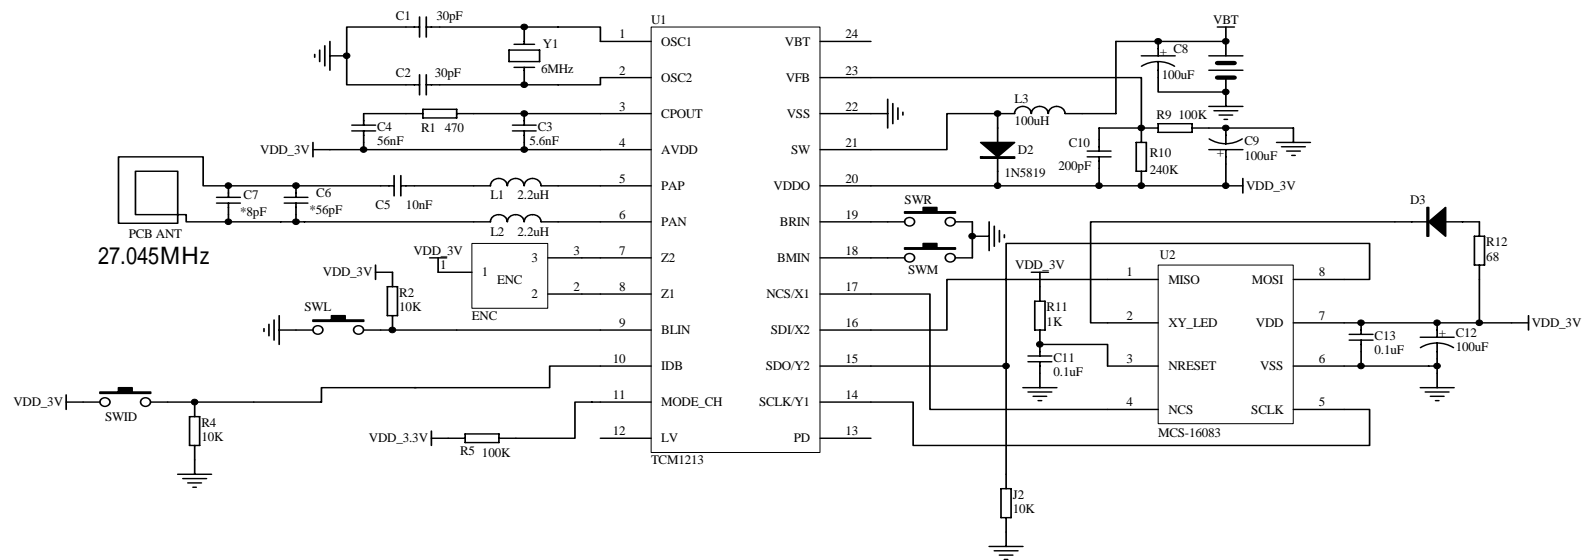 C1 30pF
U1
VBT
1 OSC1
VBT 24
Y1
6MHz
C8
100uF
C2 30pF
2 OSC2
VFB 23
L3
100uH
3 CPOUT
VSS 22
R9 100K
C4
56nF
R1 470
C3
5.6nF
C10
200pF
R10
240K
C9
100uF
VDD_3V
4 AVDD
SW 21
D2
1N5819
5 PAP
VDDO 20
VDD_3V
C7
*8pF
C6
*56pF
C5
10nF
L1 2.2uH
SWR
D3
6 PAN
BRIN 19
PCB ANT
27.045MHz
L2 2.2uH
R12
68
VDD_3V
1
1
ENC
3
2
3
2
ENC
7 Z2
BMIN 18
SWM
VDD_3V
U2
VDD_3V
R2
10K
8 Z1
NCS/X1 17
1 MISO
MOSI 8
R11
1K
SWL
9 BLIN
SDI/X2 16
2 XY_LED
VDD 7
VDD_3V
C13
0.1uF
C12
100uF
10 IDB
SDO/Y2 15
C11
0.1uF
3 NRESET
VSS 6
VDD_3V
SWID
R4
10K
11 MODE_CH
SCLK/Y1 14
4 NCS
SCLK 5
MCS-16083
VDD_3.3V
R5 100K
12 LV
PD 13
TCM1213
J2
10K